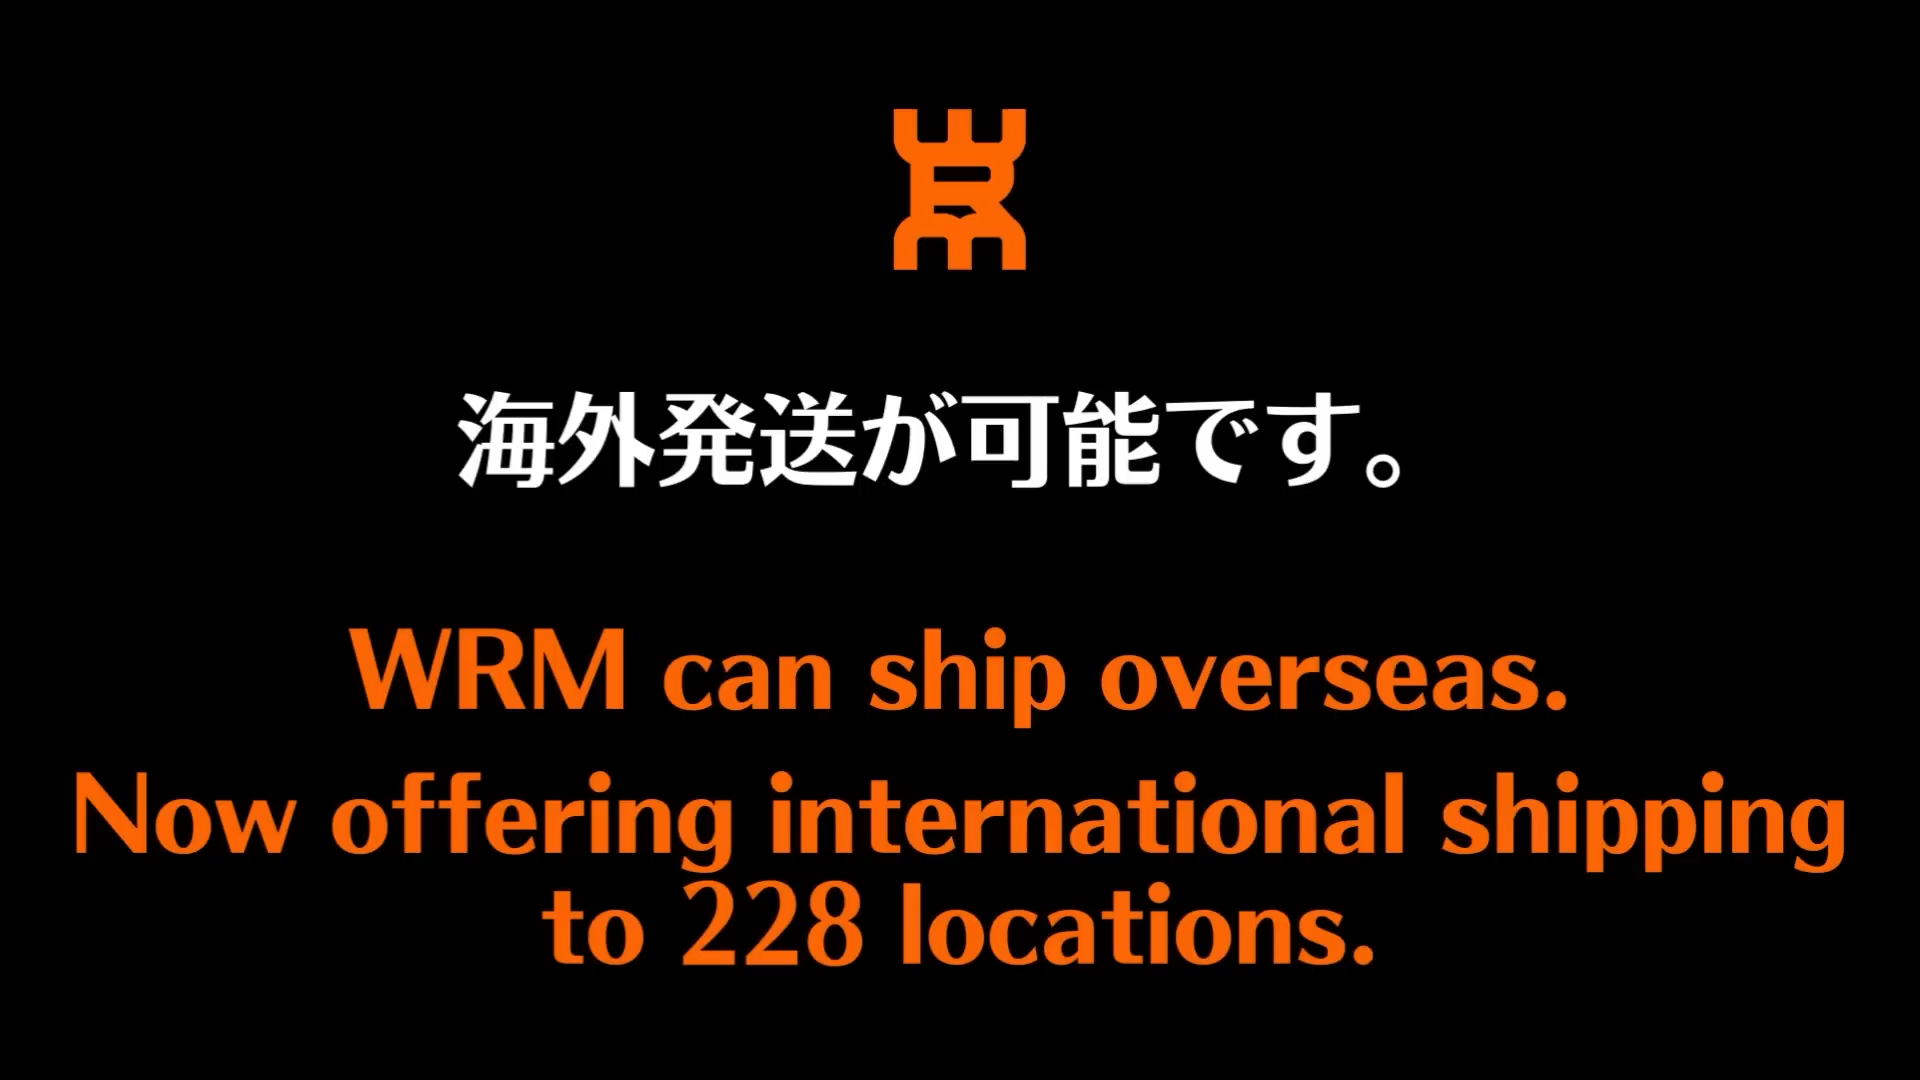 海外発送が可能です。
WRM can ship overseas.
Now offering international shipping
to 228 locations.